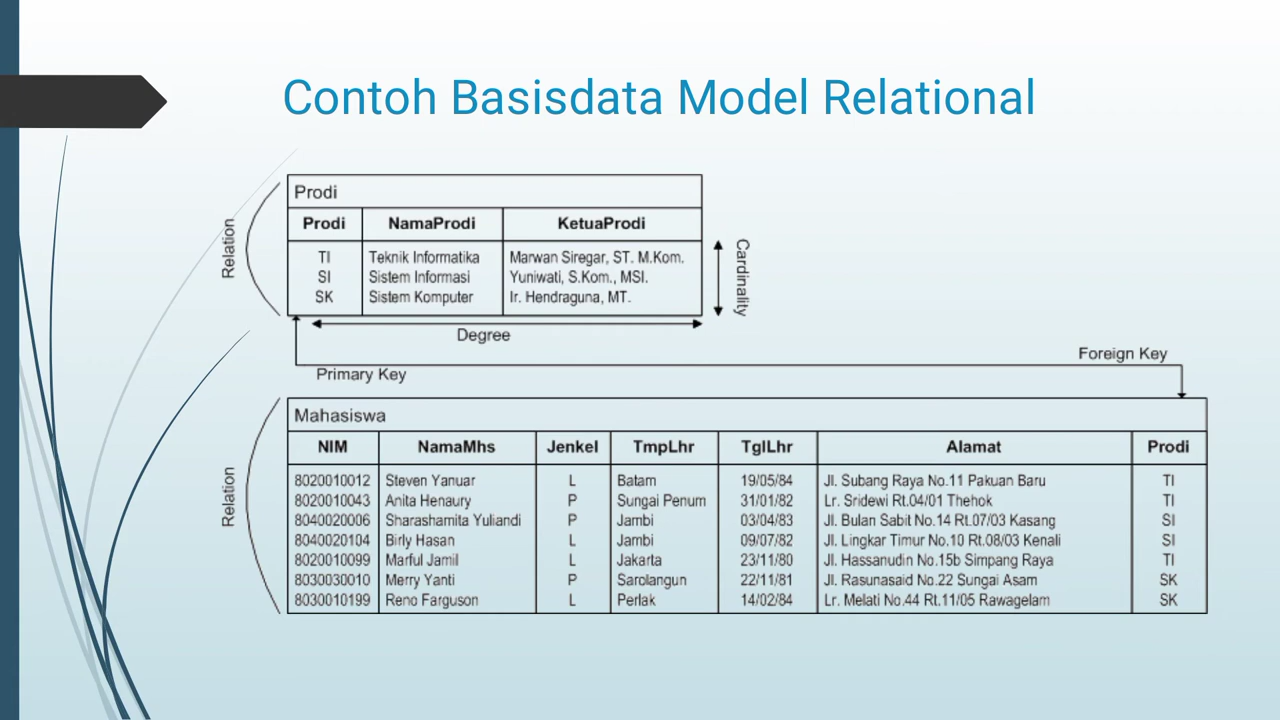 Contoh Basisdata Model Relational
Relation
Prodi
Prodi NamaProdi KetuaProdi
TI Teknik Informatika Marwan Siregar, ST. M.Kom.
SI Sistem Informasi Yuniwati, S.Kom., MSI.
SK Sistem Komputer Ir. Hendraguna, MT.
Cardinality
Degree
Foreign Key
Primary Key
Relation
Mahasiswa
NIM NamaMhs Jenkel TmpLhr TglLhr Alamat Prodi
8020010012 Steven Yanuar L Batam 19/05/84 Jl. Subang Raya No.11 Pakuan Baru TI
8020010043 Anita Henaury P Sungai Penum 31/01/82 Lr. Sridewi Rt.04/01 Thehok TI
8040020006 Sharashamita Yuliandi P Jambi 03/04/83 Jl. Bulan Sabit No.14 Rt.07/03 Kasang SI
8040020104 Birly Hasan L Jambi 09/07/82 Jl. Lingkar Timur No.10 Rt.08/03 Kenali SI
8020010099 Marful Jamil L Jakarta 23/11/80 Jl. Hassanudin No.15b Simpang Raya TI
8030030010 Merry Yanti P Sarolangun 22/11/81 Jl. Rasunasaid No.22 Sungai Asam SK
8030010199 Reno Farguson L Perlak 14/02/84 Lr. Melati No.44 Rt.11/05 Rawagelam SK